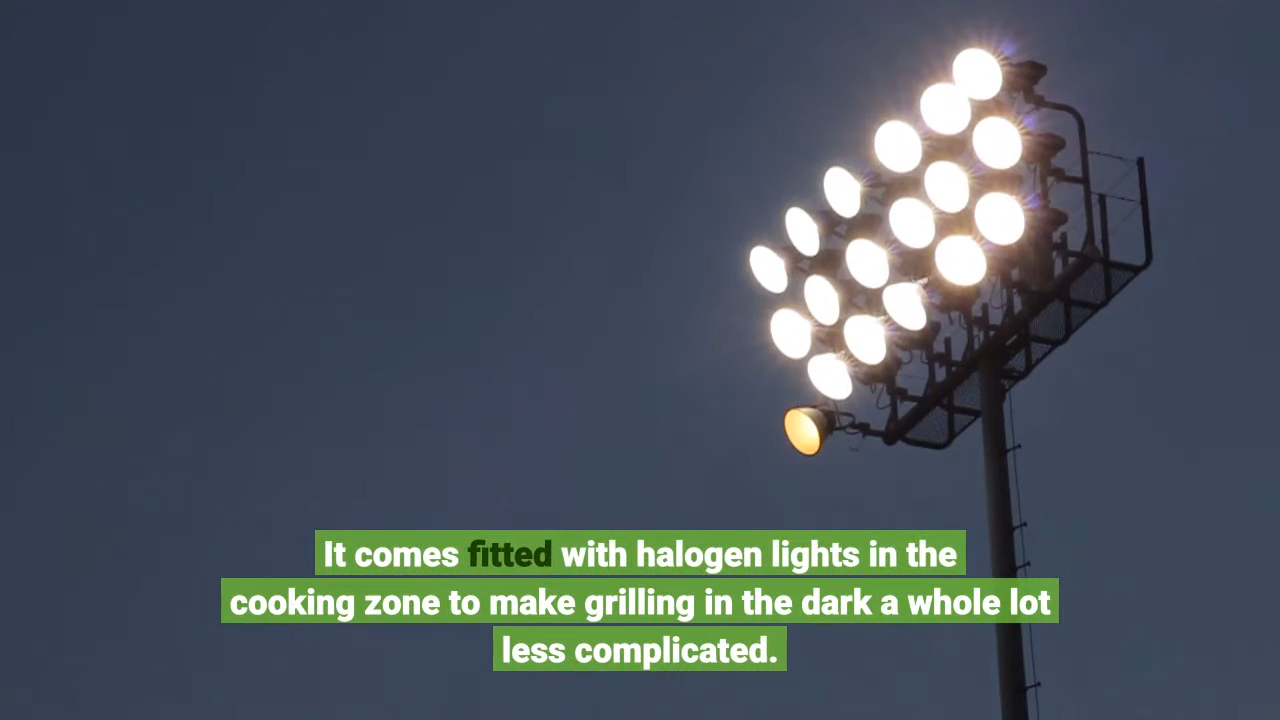 It comes fitted with halogen lights in the
cooking zone to make grilling in the dark a whole lot
less complicated.